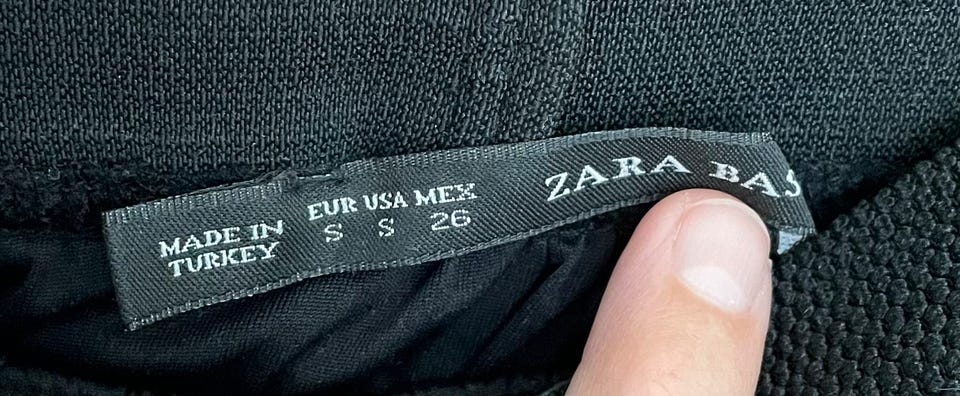 MADE IN
TURKEY
EUR USA MEX
S S 26
ZARA BAS